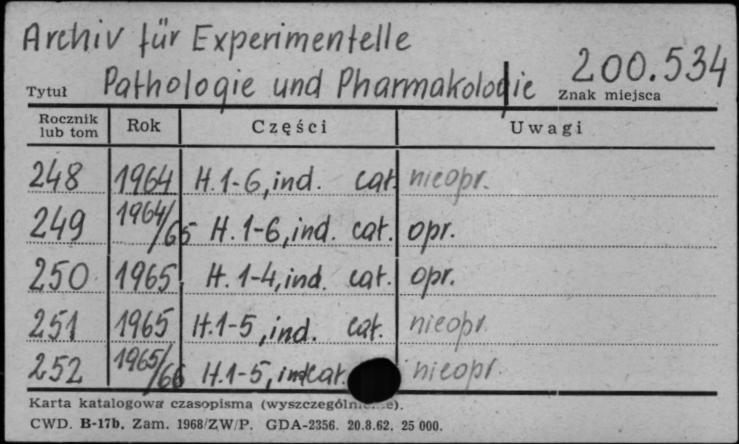 Archiv für Experimentelle
Tytuł Pathologie und Pharmakologie 200.534
Znak miejsca
Rocznik lub tom Rok Części Uwagi
248 1964 H. 1-6, ind. cat. nieopr.
249 1964/65 H. 1-6, ind. cat. opr.
250 1965 H. 1-4, ind. cat. opr.
251 1965 H. 1-5, ind. cat. nieopr.
252 1965/66 H. 1-5, ind cat. nieopr.
Karta katalogowa czasopisma
CWD. B-17b. Zam. 1968/ZW/P. GDA-2356. 20.8.62. 25 000.